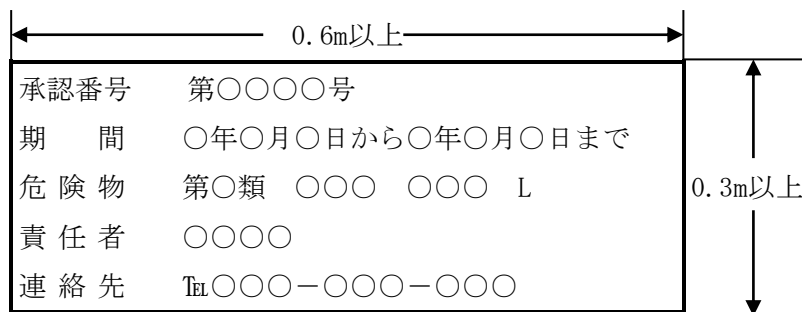 0.6m以上
承認番号　　第○○○○号
期　　間　　○年○月○日から○年○月○日まで
危 険 物　　第○類　○○○　○○○　L
0.3m以上
責 任 者　　○○○○
連 絡 先　　℡○○○－○○○－○○○